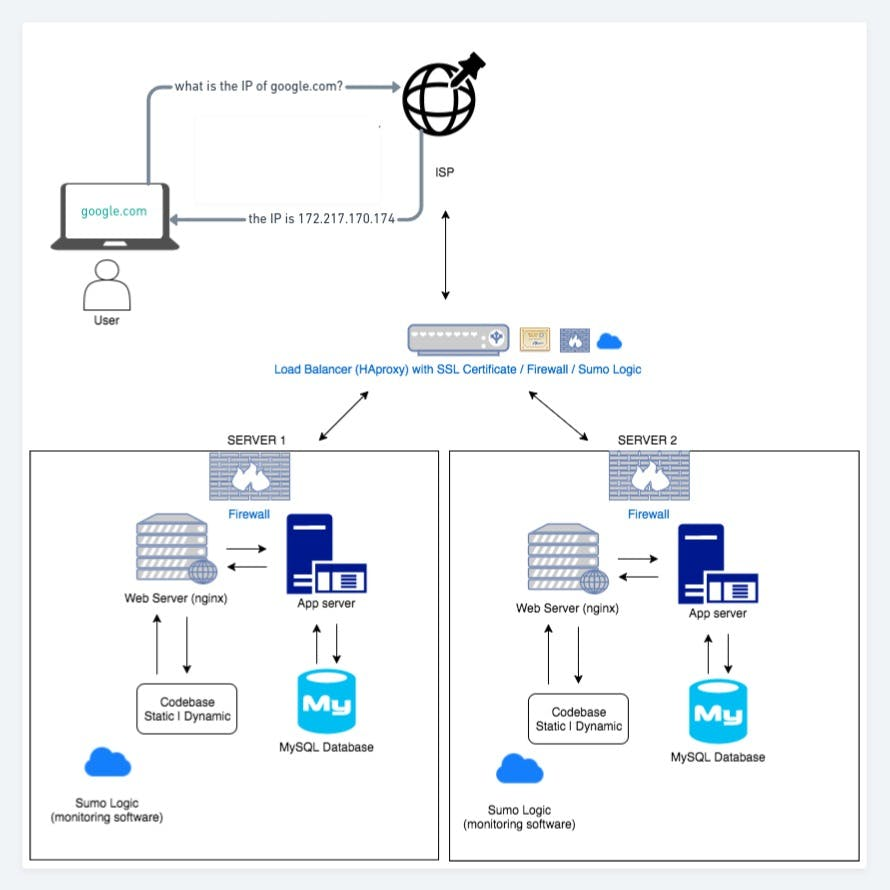 what is the IP of google.com?
ISP
google.com
the IP is 172.217.170.174
User
Load Balancer (HAproxy) with SSL Certificate / Firewall / Sumo Logic
SERVER 1
Firewall
Web Server (nginx)
App server
Codebase
Static | Dynamic
My
MySQL Database
Sumo Logic
(monitoring software)
SERVER 2
Firewall
Web Server (nginx)
App server
Codebase
Static | Dynamic
My
MySQL Database
Sumo Logic
(monitoring software)